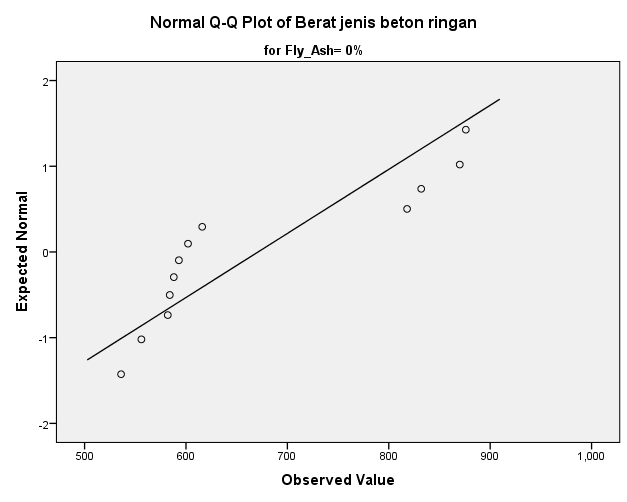 Normal Q-Q Plot of Berat jenis beton ringan
for Fly_Ash= 0%
Expected Normal
2
1
0
-1
-2
500 600 700 800 900 1,000
Observed Value